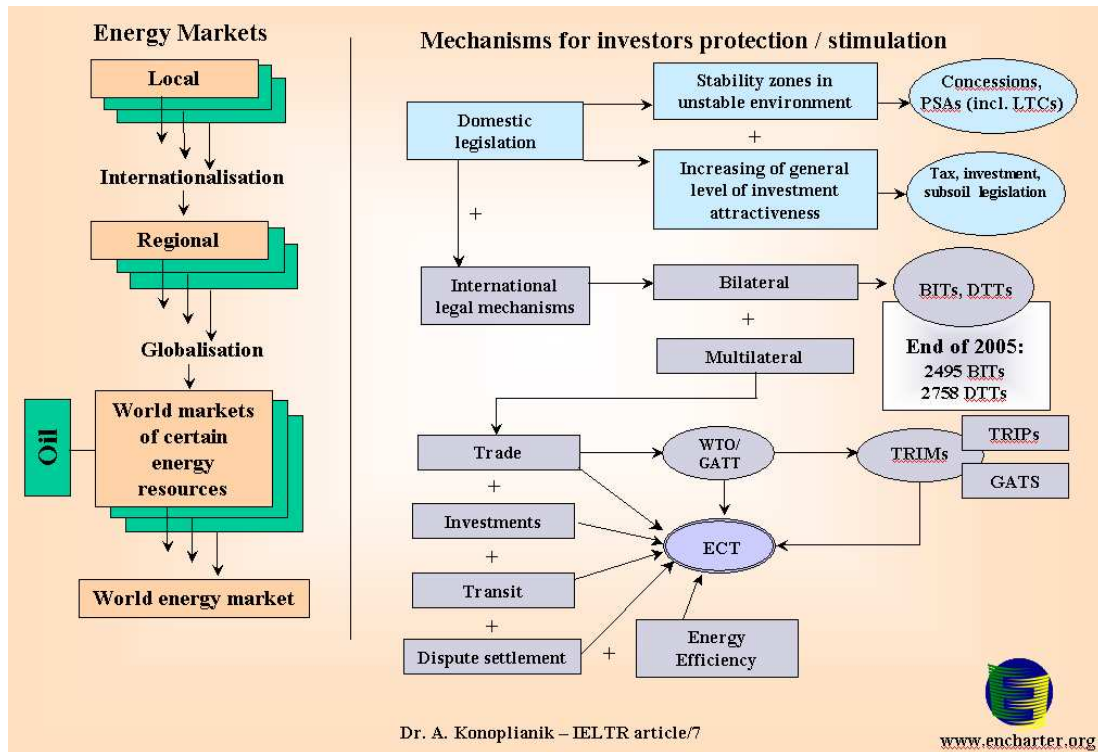 Energy Markets
Local
Internationalisation
Regional
Globalisation
Oil
World markets
of certain
energy
resources
World energy market
Mechanisms for investors protection / stimulation
Domestic
legislation
Stability zones in
unstable environment
Concessions,
PSAs (incl. LTCs)
+
Increasing of general
level of investment
attractiveness
Tax, investment,
subsoil legislation
+
International
legal mechanisms
Bilateral
BITs, DTTs
+
End of 2005:
2495 BITs
2758 DTTs
Multilateral
Trade
WTO/
GATT
TRIMs
TRIPs
GATS
+
Investments
ECT
+
Transit
+
Dispute settlement
+
Energy
Efficiency
Dr. A. Konoplianik – IELTR article/7
www.encharter.org